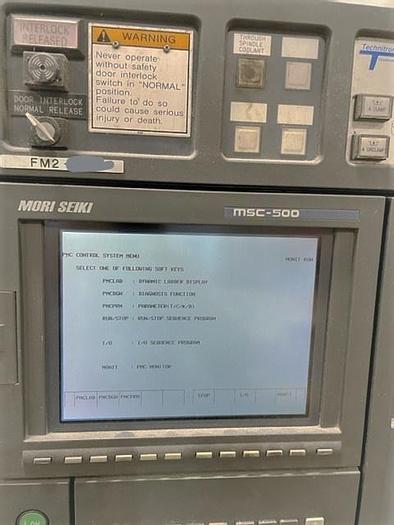 INTERLOCK
RELEASED
WARNING
Never operate
without safety
door interlock
switch in "NORMAL"
position.
Failure to do so
could cause serious
injury or death.
THROUGH
SPINDLE
COOLANT
Technitron
DOOR INTERLOCK
NORMAL RELEASE
FM2-
MORI SEIKI
MSC-500
PMC CONTROL SYSTEM MENU
MONIT RUN
SELECT ONE OF FOLLOWING SOFT KEYS
PMCLAD : DYNAMIC LADDER DISPLAY
PMCDGN : DIAGNOSIS FUNCTION
PMCPRM : PARAMETER(T/C/K/D)
RUN/STOP : RUN/STOP SEQUENCE PROGRAM
I/O : I/O SEQUENCE PROGRAM
MONIT : PMC MONITOR
PMCLAD PMCDGN PMCPRM STOP I/O MONIT